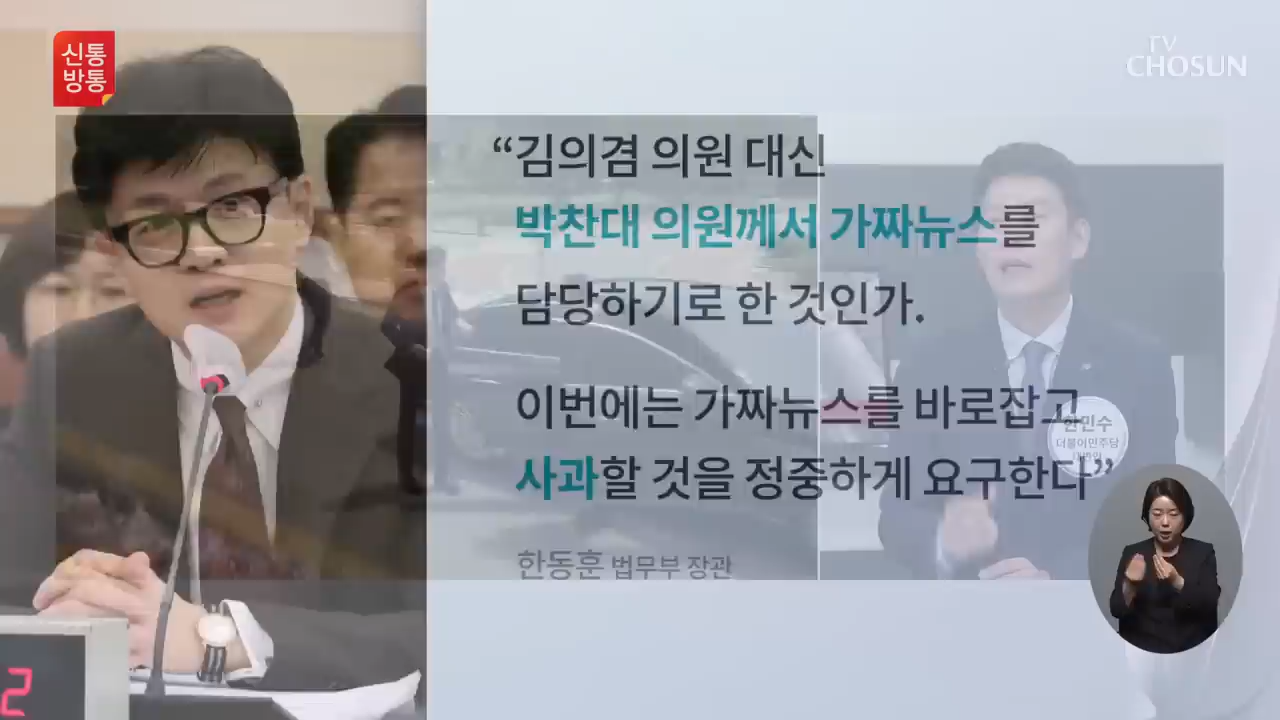 신통
방통
TV
CHOSUN
“김의겸 의원 대신
박찬대 의원께서 가짜뉴스를
담당하기로 한 것인가.
이번에는 가짜뉴스를 바로잡고
사과할 것을 정중하게 요구한다”
한동훈 법무부 장관
한민수
더불어민주당
대변인
2